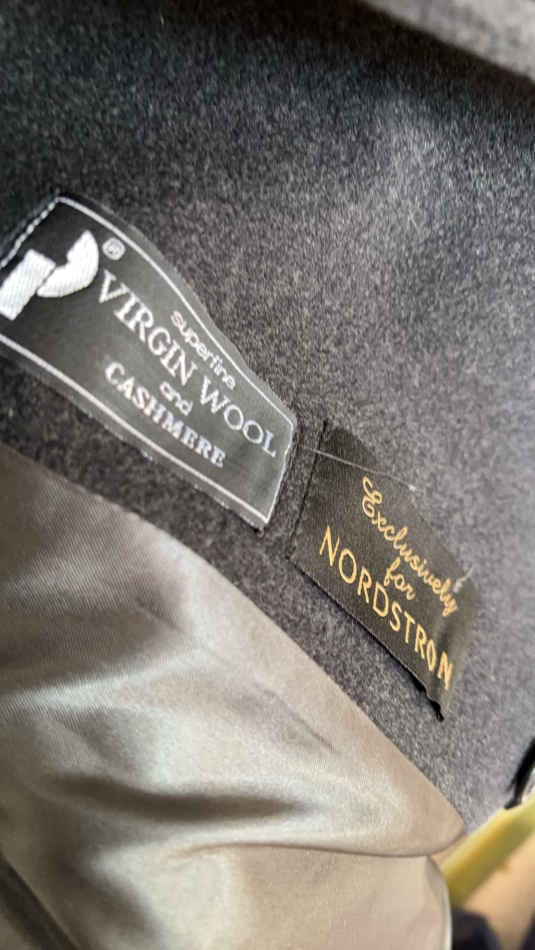 ®
superfine
VIRGIN WOOL
and
CASHMERE
Exclusively
for
NORDSTROM